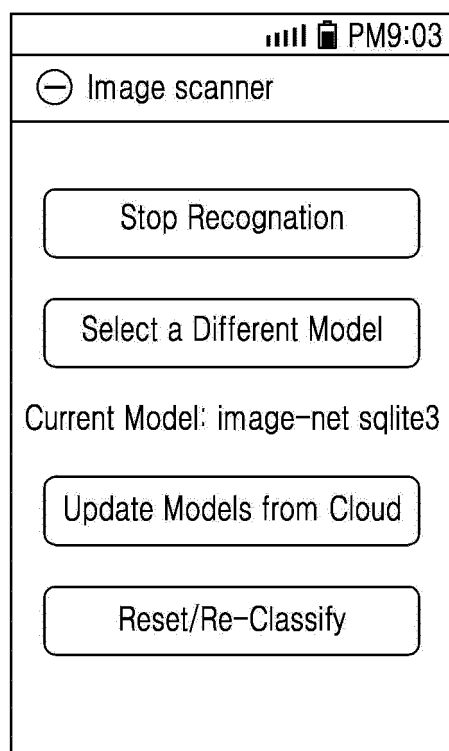 PM9:03
Image scanner
Stop Recognation
Select a Different Model
Current Model: image-net sqlite3
Update Models from Cloud
Reset/Re-Classify